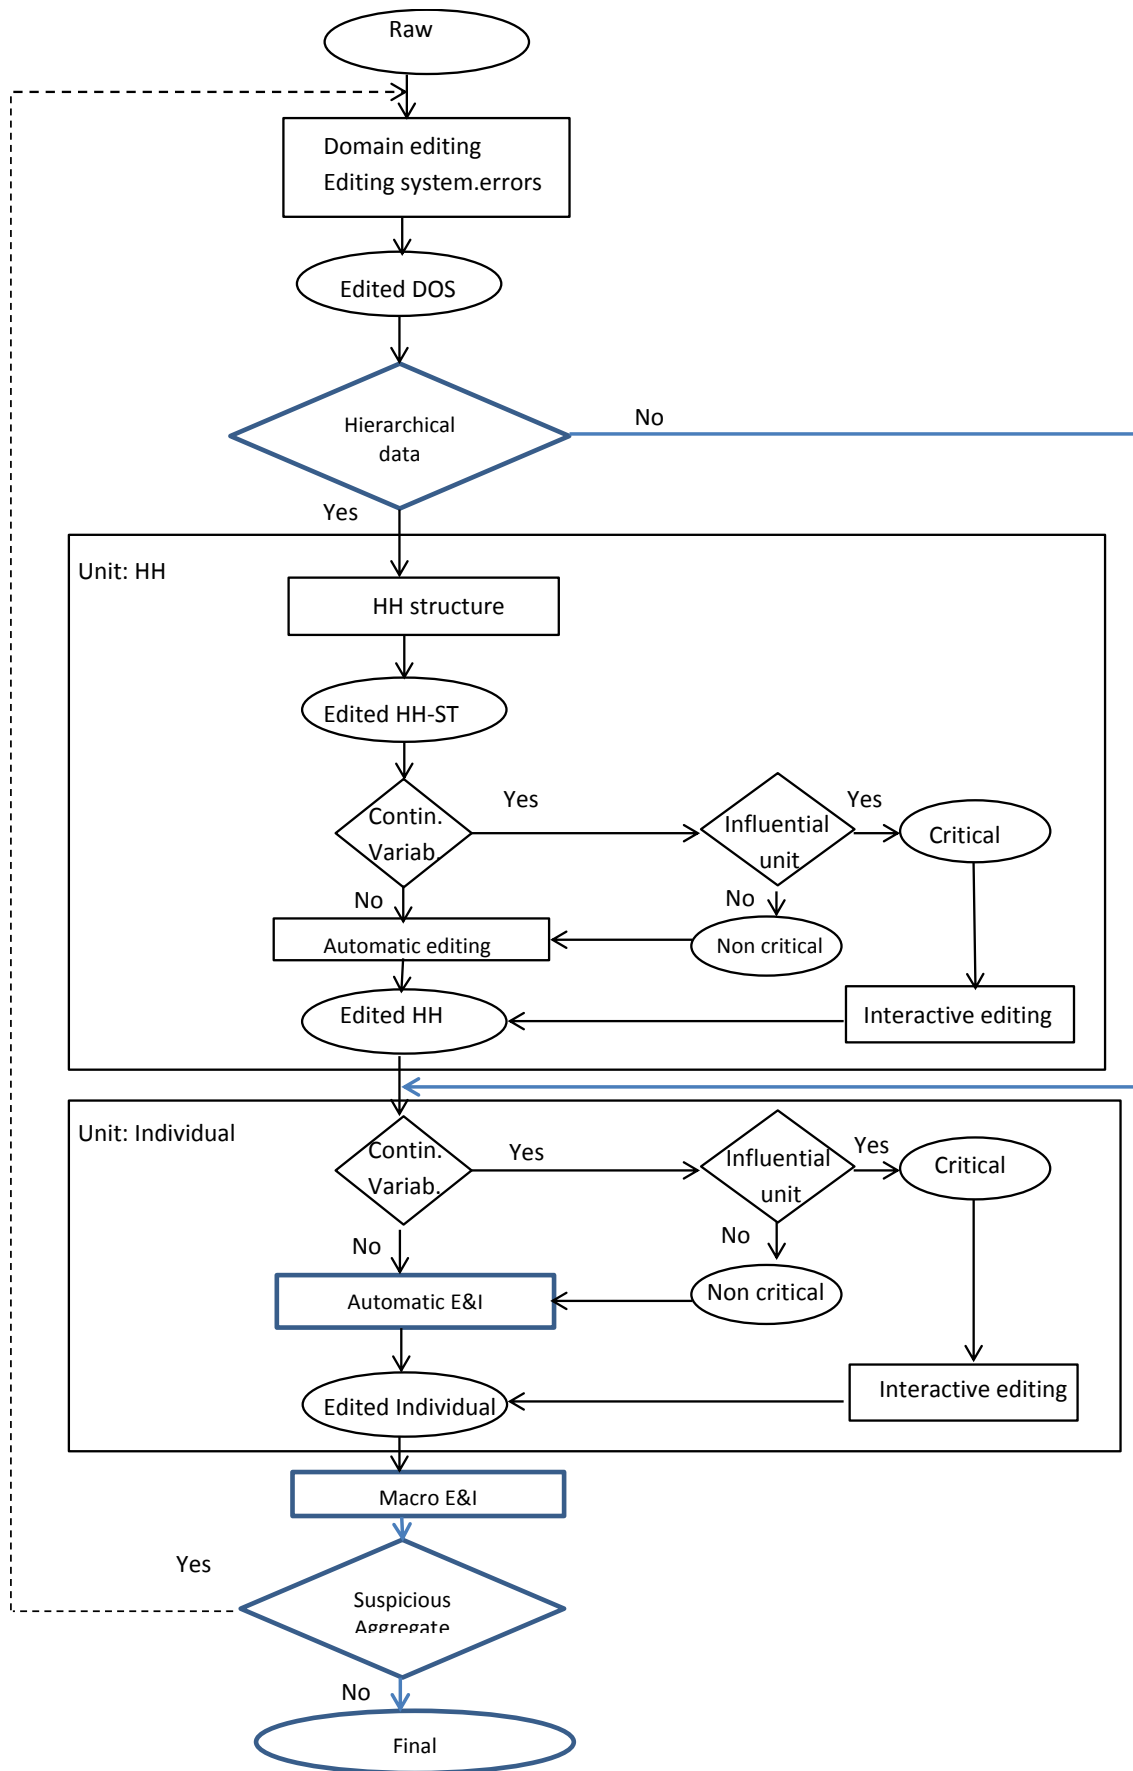 Raw
Domain editing
Editing system.errors
Edited DOS
Hierarchical
data
No
Yes
Unit: HH
HH structure
Edited HH-ST
Contin.
Variab.
Yes
Influential
unit
Yes
Critical
No
No
Automatic editing
Non critical
Edited HH
Interactive editing
Unit: Individual
Contin.
Variab.
Yes
Influential
unit
Yes
Critical
No
No
Automatic E&I
Non critical
Edited Individual
Interactive editing
Macro E&I
Yes
Suspicious
Aggregate
No
Final